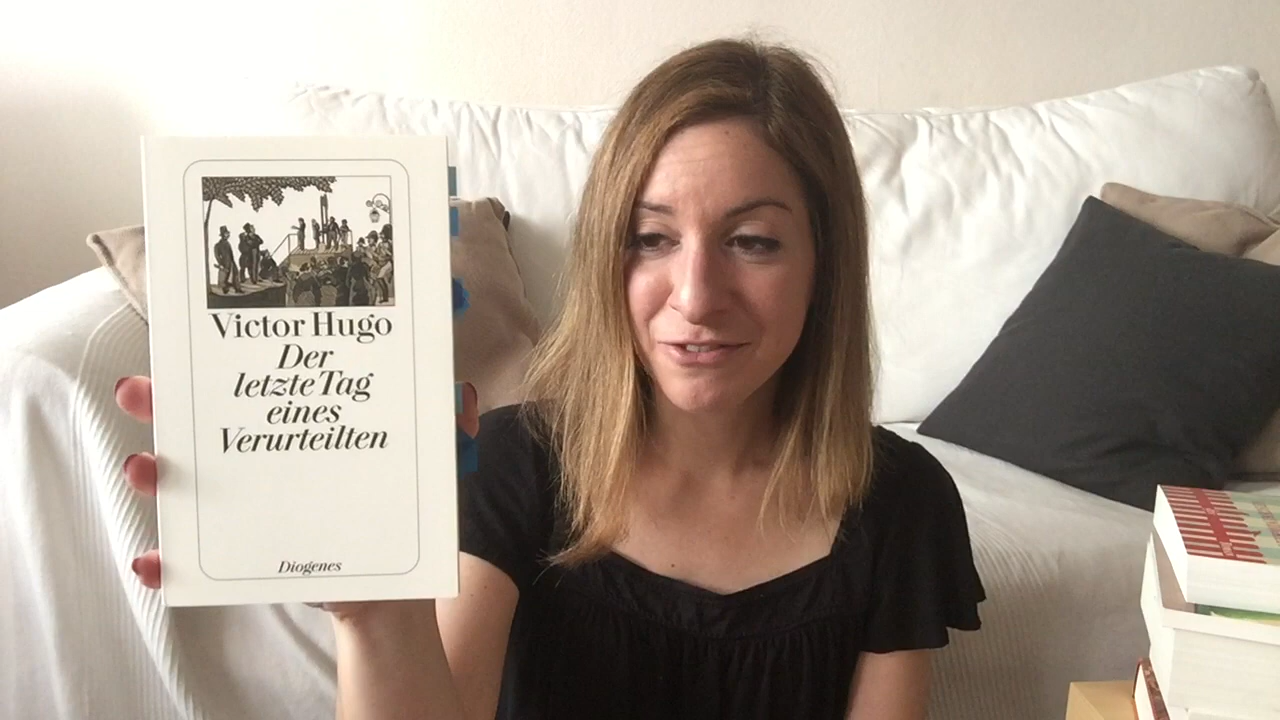 Victor Hugo
Der
letzte Tag
eines
Verurteilten
Diogenes